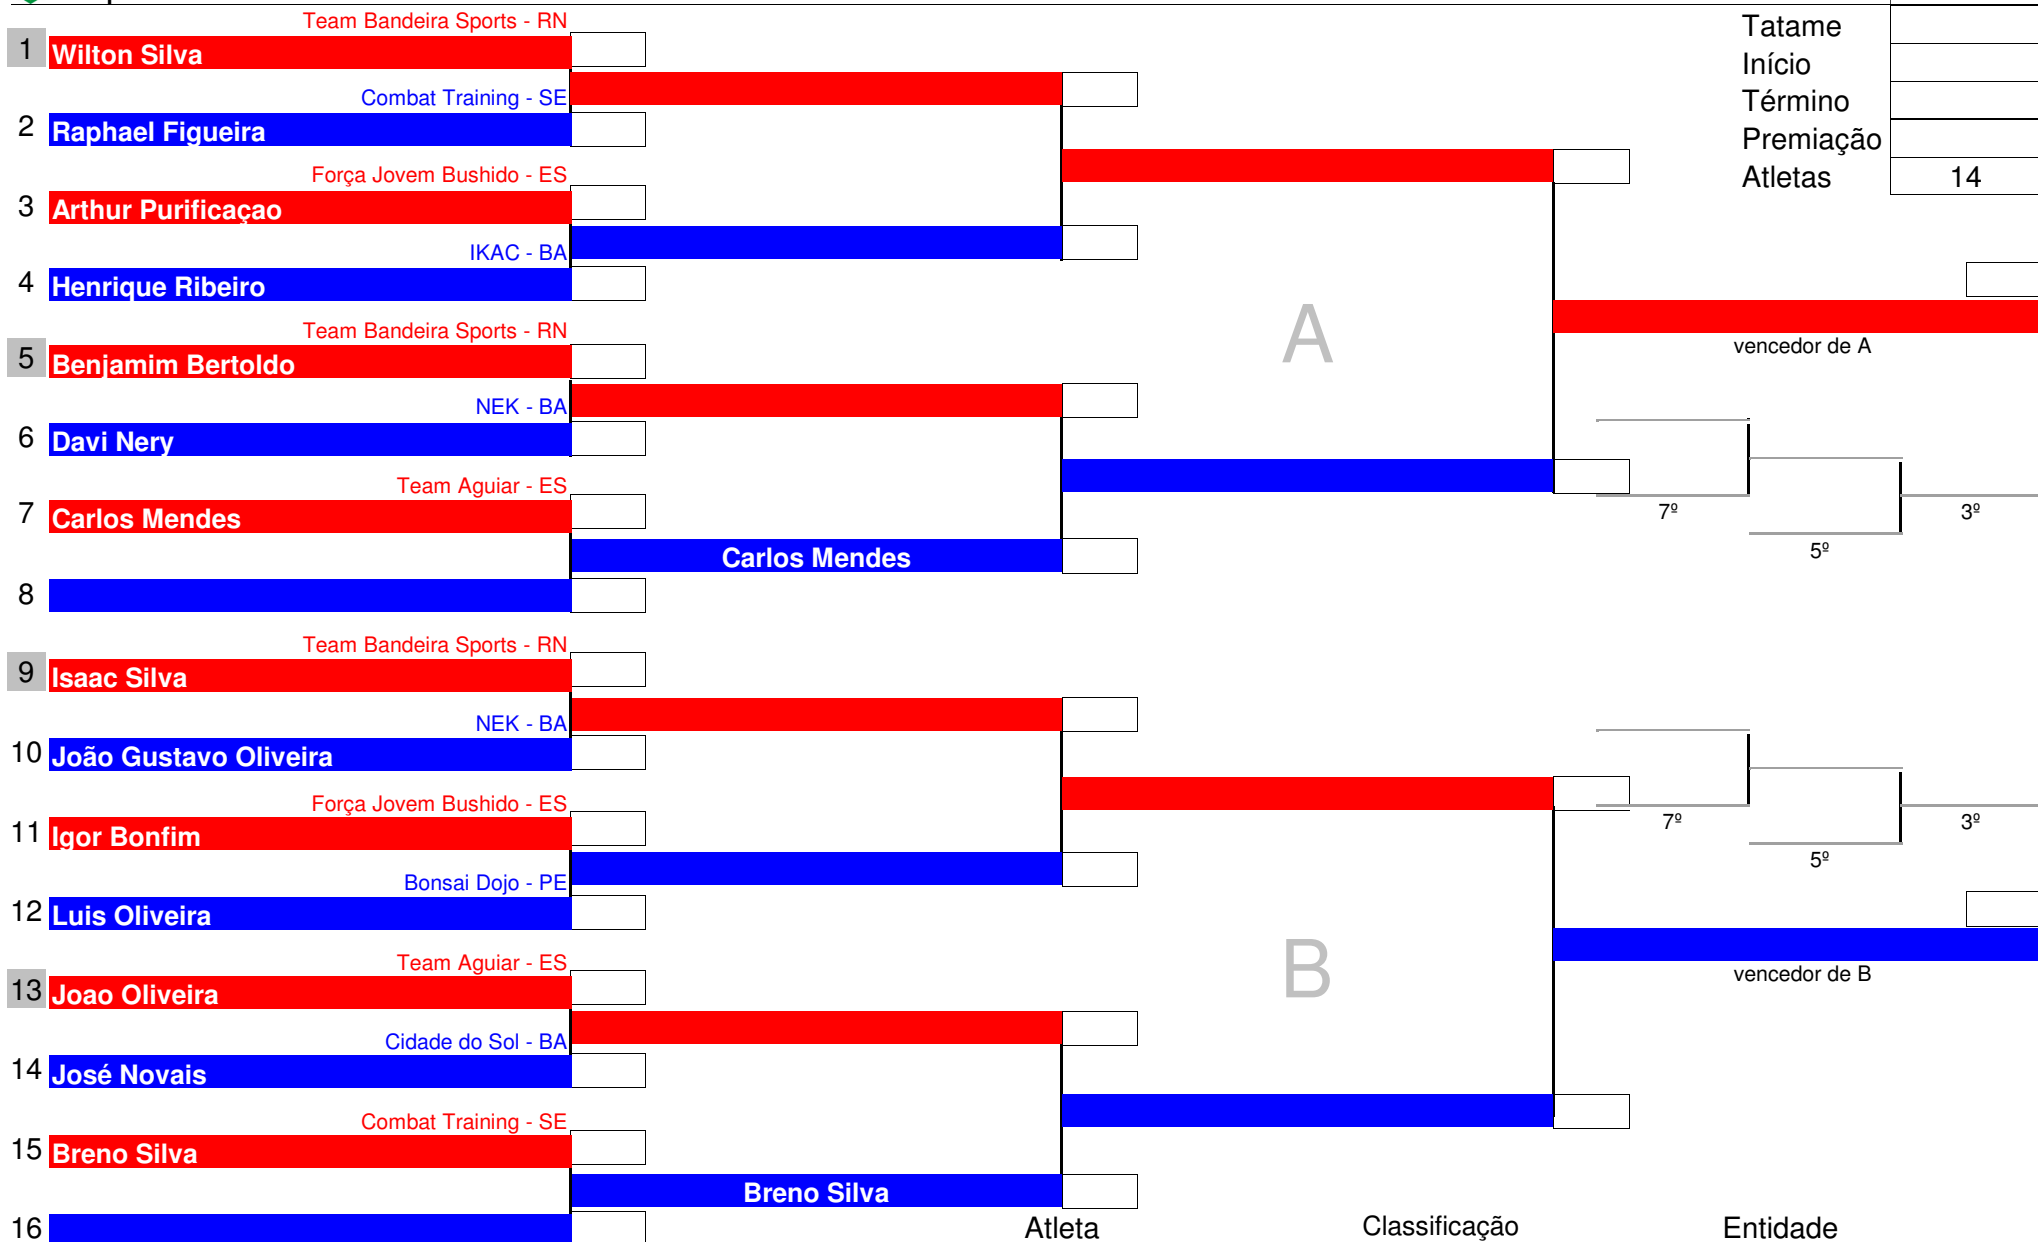 Team Bandeira Sports - RN
Tatame
1 Wilton Silva
Início
Combat Training - SE
Término
2 Raphael Figueira
Premiação
Força Jovem Bushido - ES
Atletas 14
3 Arthur Purificaçao
IKAC - BA
4 Henrique Ribeiro
Team Bandeira Sports - RN
A
vencedor de A
5 Benjamim Bertoldo
NEK - BA
6 Davi Nery
Team Aguiar - ES
7 Carlos Mendes
7º 3º
5º
Carlos Mendes
8
Team Bandeira Sports - RN
9 Isaac Silva
NEK - BA
10 João Gustavo Oliveira
Força Jovem Bushido - ES
7º 3º
11 Igor Bonfim
5º
Bonsai Dojo - PE
12 Luis Oliveira
Team Aguiar - ES
B
vencedor de B
13 Joao Oliveira
Cidade do Sol - BA
14 José Novais
Combat Training - SE
15 Breno Silva
Breno Silva
16
Atleta Classificação Entidade